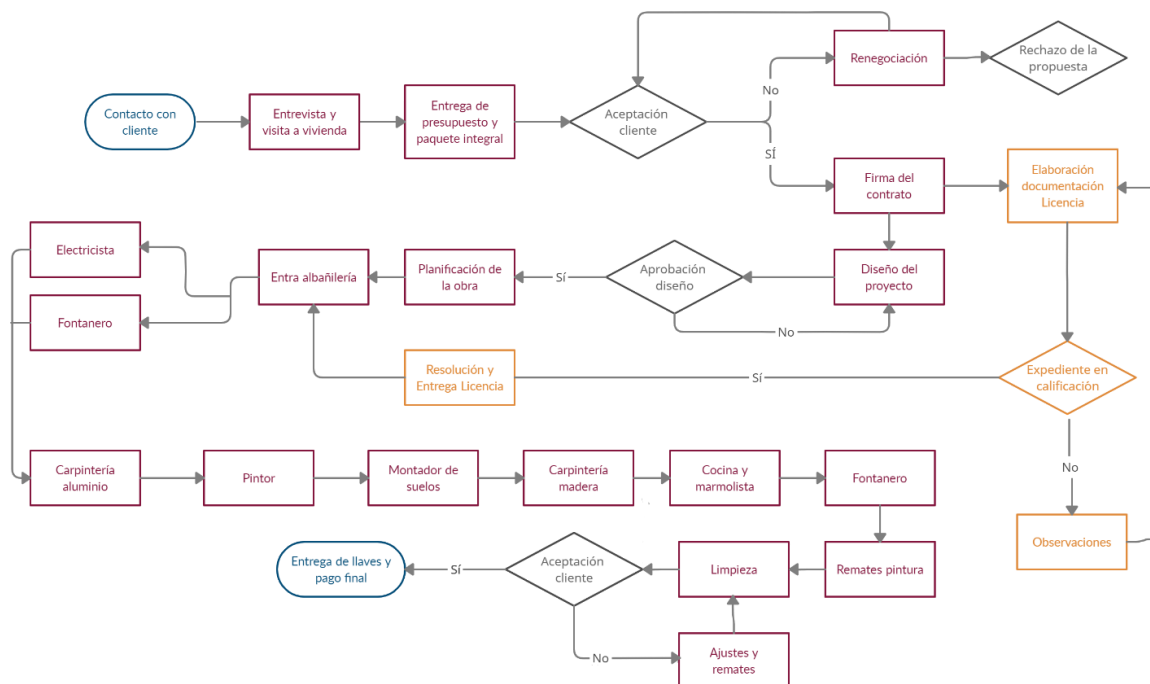 Renegociación
Rechazo de la
propuesta
No
Contacto con
cliente
Entrevista y
visita a vivienda
Entrega de
presupuesto y
paquete integral
Aceptación
cliente
SÍ
Firma del
contrato
Elaboración
documentación
Licencia
Electricista
Entra albañilería
Planificación de
la obra
Sí
Aprobación
diseño
Diseño del
proyecto
Fontanero
No
Resolución y
Entrega Licencia
Sí
Expediente en
calificación
Carpintería
aluminio
Pintor
Montador de
suelos
Carpintería
madera
Cocina y
marmolista
Fontanero
No
Entrega de llaves y
pago final
Sí
Aceptación
cliente
Limpieza
Remates pintura
Observaciones
No
Ajustes y
remates